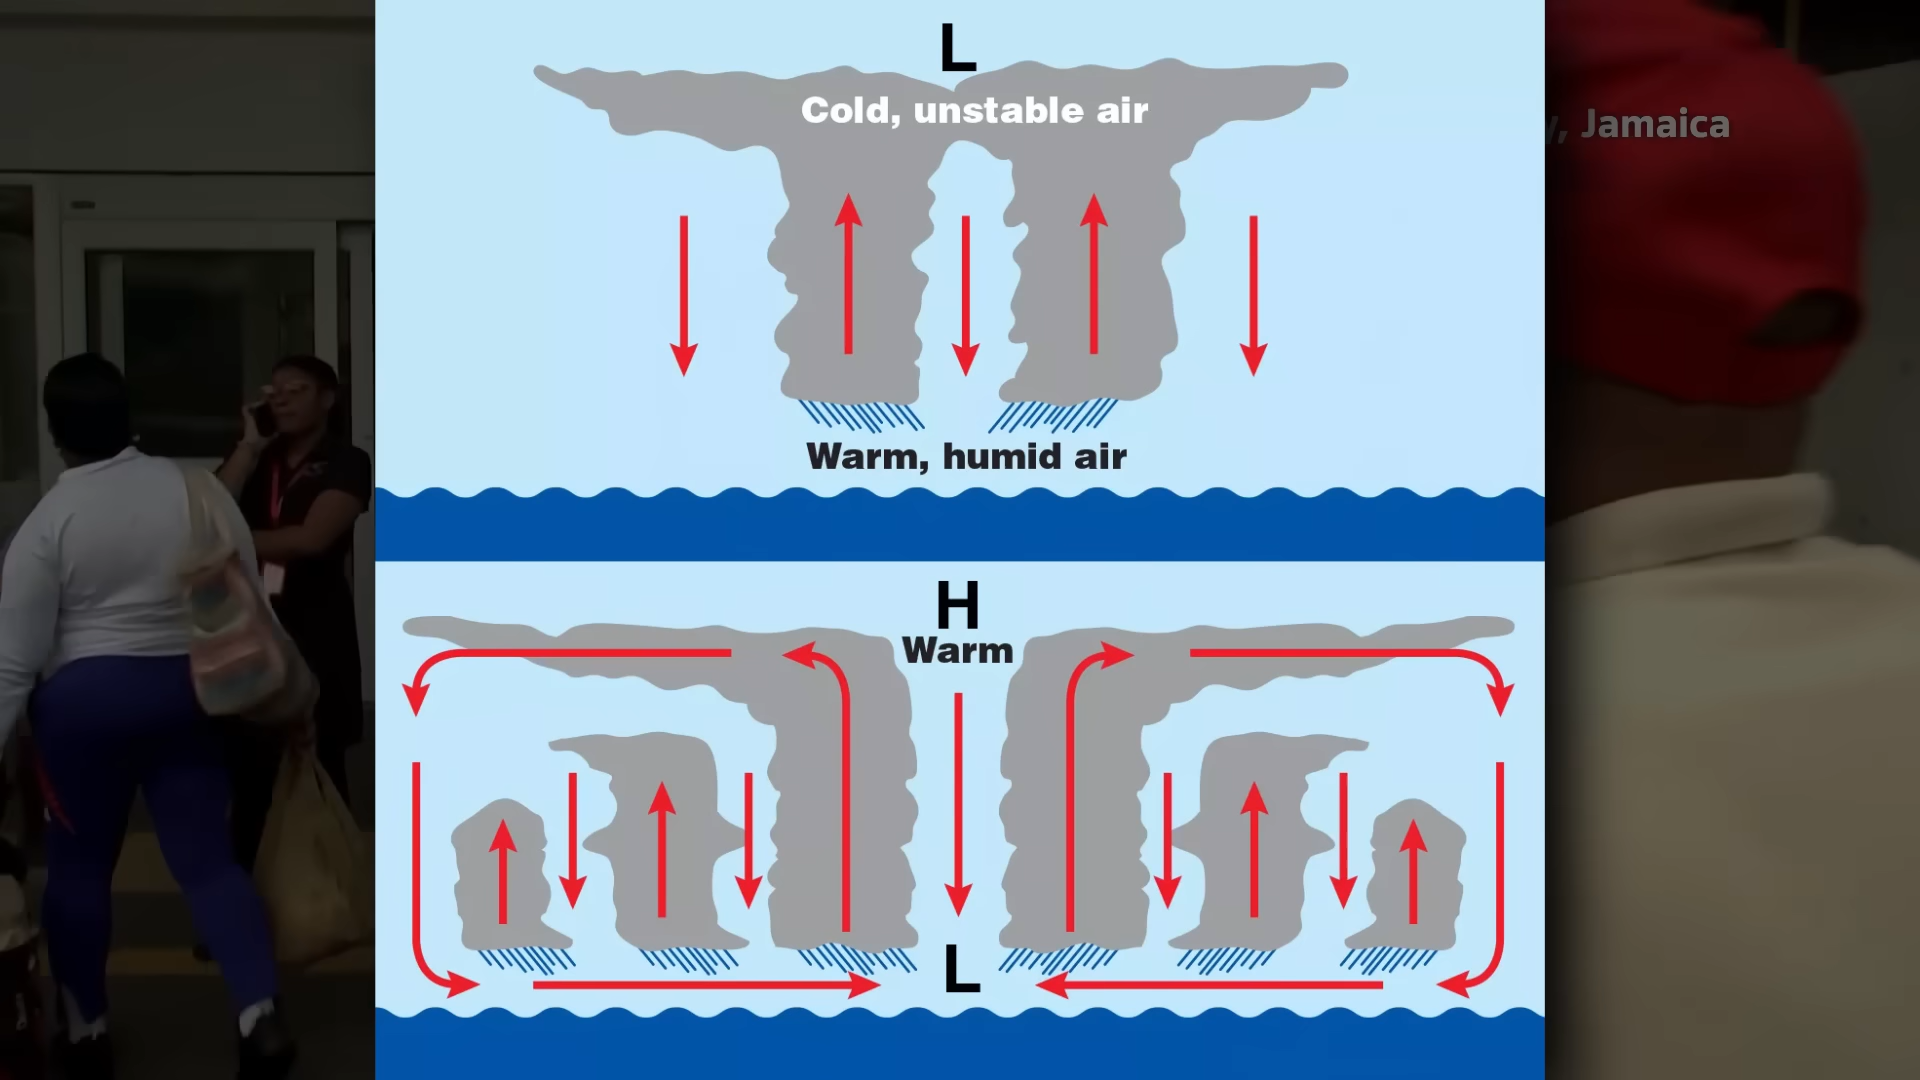 L
Cold, unstable air
, Jamaica
Warm, humid air
H
Warm
L